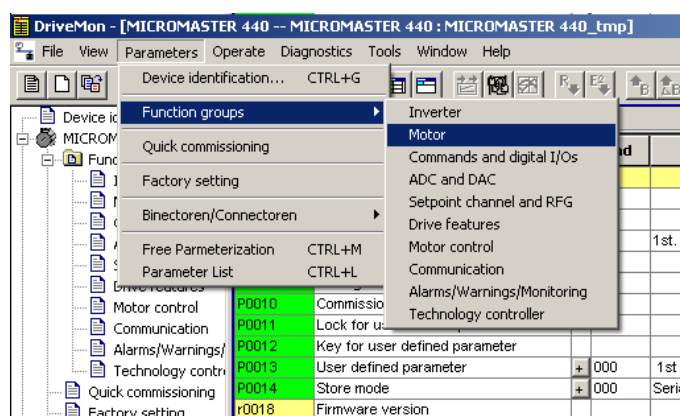 DriveMon - [MICROMASTER 440 -- MICROMASTER 440 : MICROMASTER 440_tmp]
File View Parameters Operate Diagnostics Tools Window Help
Device identification... CTRL+G
Function groups
Quick commissioning
Factory setting
Binectoren/Connectoren
Free Parmeterization CTRL+M
Parameter List CTRL+L
Inverter
Motor
Commands and digital I/Os
ADC and DAC
Setpoint channel and RFG
Drive features
Motor control
Communication
Alarms/Warnings/Monitoring
Technology controller
Device
MICROM
Func
Motor control
Communication
Alarms/Warnings/
Technology contr
Quick commissioning
Factory setting
1st.
P0010 Commissio
P0011 Lock for
P0012 Key for user defined parameter
P0013 User defined parameter + 000 1st
P0014 Store mode + 000 Seria
r0018 Firmware version